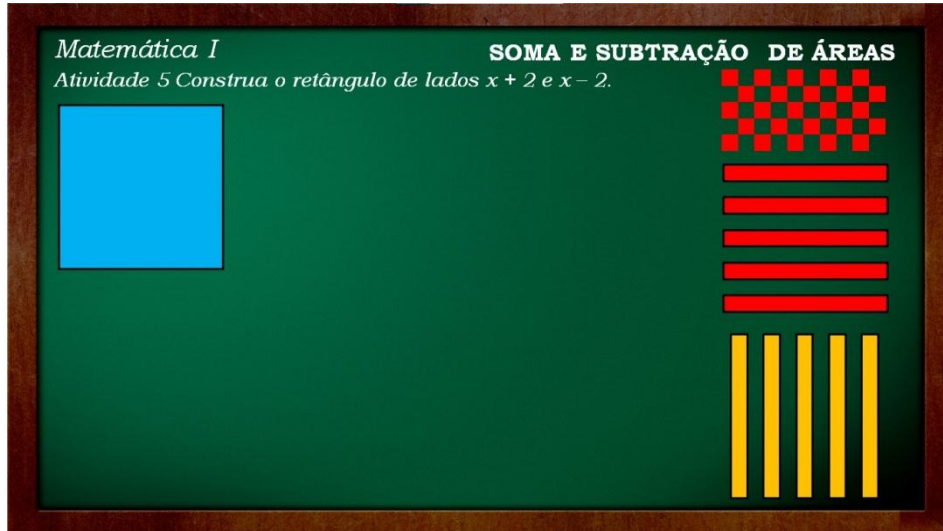 Matemática I
SOMA E SUBTRAÇÃO DE ÁREAS
Atividade 5 Construa o retângulo de lados x + 2 e x – 2.